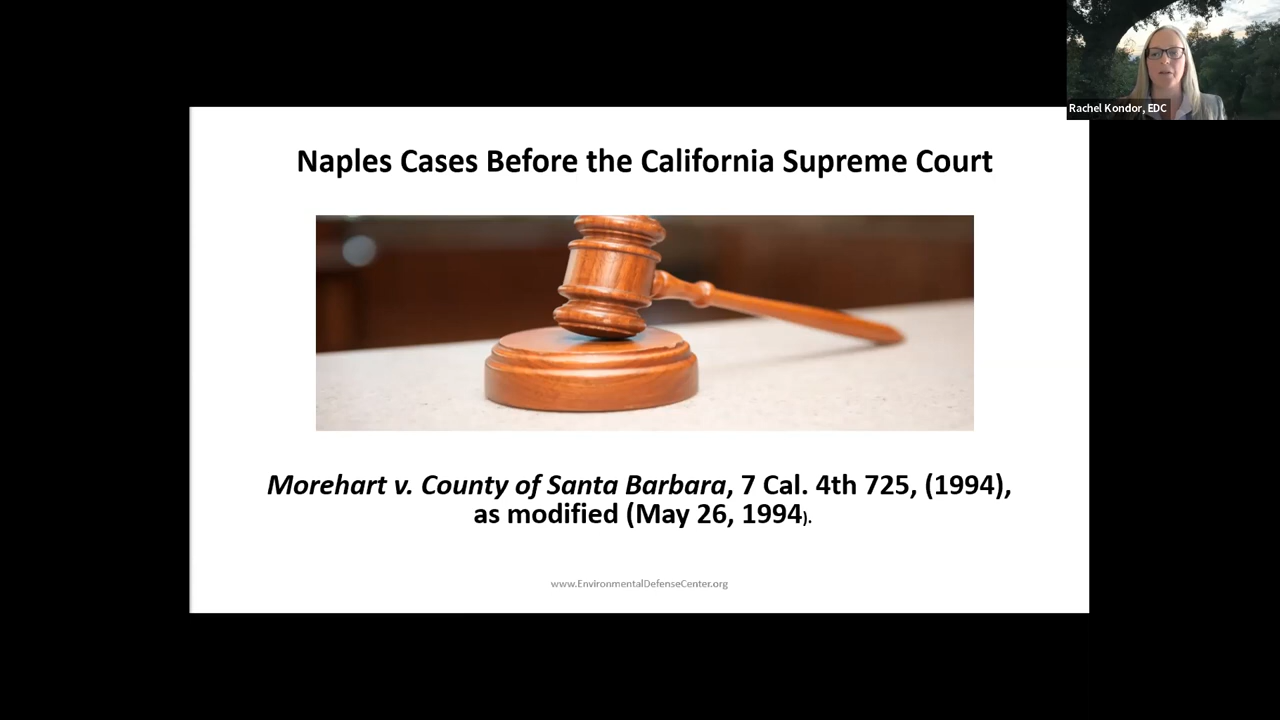 Rachel Kondor, EDC
Naples Cases Before the California Supreme Court
Morehart v. County of Santa Barbara, 7 Cal. 4th 725, (1994),
as modified (May 26, 1994).
www.EnvironmentalDefenseCenter.org